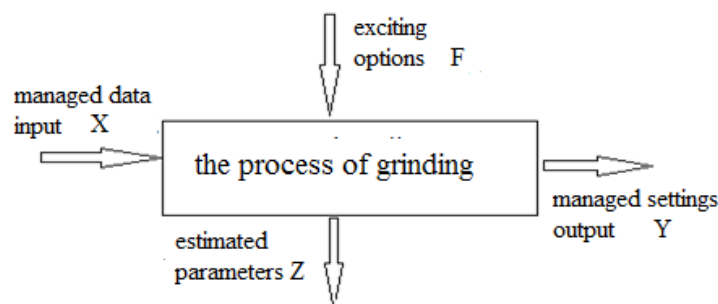 exciting
options F
managed data
input X
the process of grinding
managed settings
output Y
estimated
parameters Z